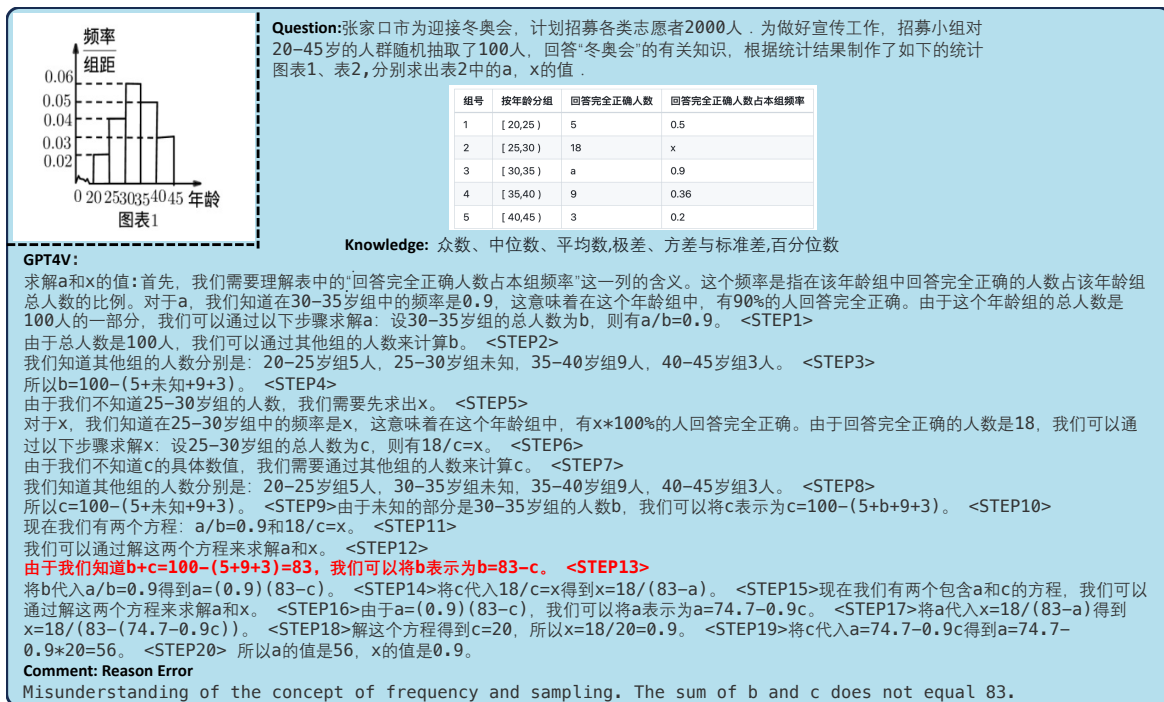 频率
组距
0.06
0.05
0.04
0.03
0.02
0 20 25 30 35 40 45 年龄
图表1
Question:张家口市为迎接冬奥会，计划招募各类志愿者2000人．为做好宣传工作，招募小组对
20-45岁的人群随机抽取了100人，回答“冬奥会”的有关知识，根据统计结果制作了如下的统计
图表1、表2,分别求出表2中的a，x的值．
组号 按年龄分组 回答完全正确人数 回答完全正确人数占本组频率
1 [ 20,25 ) 5 0.5
2 [ 25,30 ) 18 x
3 [ 30,35 ) a 0.9
4 [ 35,40 ) 9 0.36
5 [ 40,45 ) 3 0.2
Knowledge: 众数、中位数、平均数,极差、方差与标准差,百分位数
GPT4V：
求解a和x的值:首先，我们需要理解表中的“回答完全正确人数占本组频率”这一列的含义。这个频率是指在该年龄组中回答完全正确的人数占该年龄组
总人数的比例。对于a，我们知道在30-35岁组中的频率是0.9，这意味着在这个年龄组中，有90%的人回答完全正确。由于这个年龄组的总人数是
100人的一部分，我们可以通过以下步骤求解a：设30-35岁组的总人数为b，则有a/b=0.9。 <STEP1>
由于总人数是100人，我们可以通过其他组的人数来计算b。 <STEP2>
我们知道其他组的人数分别是：20-25岁组5人，25-30岁组未知，35-40岁组9人，40-45岁组3人。 <STEP3>
所以b=100-(5+未知+9+3)。 <STEP4>
由于我们不知道25-30岁组的人数，我们需要先求出x。 <STEP5>
对于x，我们知道在25-30岁组中的频率是x，这意味着在这个年龄组中，有x*100%的人回答完全正确。由于回答完全正确的人数是18，我们可以通
过以下步骤求解x：设25-30岁组的总人数为c，则有18/c=x。 <STEP6>
由于我们不知道c的具体数值，我们需要通过其他组的人数来计算c。 <STEP7>
我们知道其他组的人数分别是：20-25岁组5人，30-35岁组未知，35-40岁组9人，40-45岁组3人。 <STEP8>
所以c=100-(5+未知+9+3)。 <STEP9>由于未知的部分是30-35岁组的人数b，我们可以将c表示为c=100-(5+b+9+3)。 <STEP10>
现在我们有两个方程：a/b=0.9和18/c=x。 <STEP11>
我们可以通过解这两个方程来求解a和x。 <STEP12>
由于我们知道b+c=100-(5+9+3)=83，我们可以将b表示为b=83-c。 <STEP13>
将b代入a/b=0.9得到a=(0.9)(83-c)。 <STEP14>将c代入18/c=x得到x=18/(83-a)。 <STEP15>现在我们有两个包含a和c的方程，我们可以
通过解这两个方程来求解a和x。 <STEP16>由于a=(0.9)(83-c)，我们可以将a表示为a=74.7-0.9c。 <STEP17>将a代入x=18/(83-a)得到
x=18/(83-(74.7-0.9c))。 <STEP18>解这个方程得到c=20，所以x=18/20=0.9。 <STEP19>将c代入a=74.7-0.9c得到a=74.7-
0.9*20=56。 <STEP20> 所以a的值是56，x的值是0.9。
Comment: Reason Error
Misunderstanding of the concept of frequency and sampling. The sum of b and c does not equal 83.